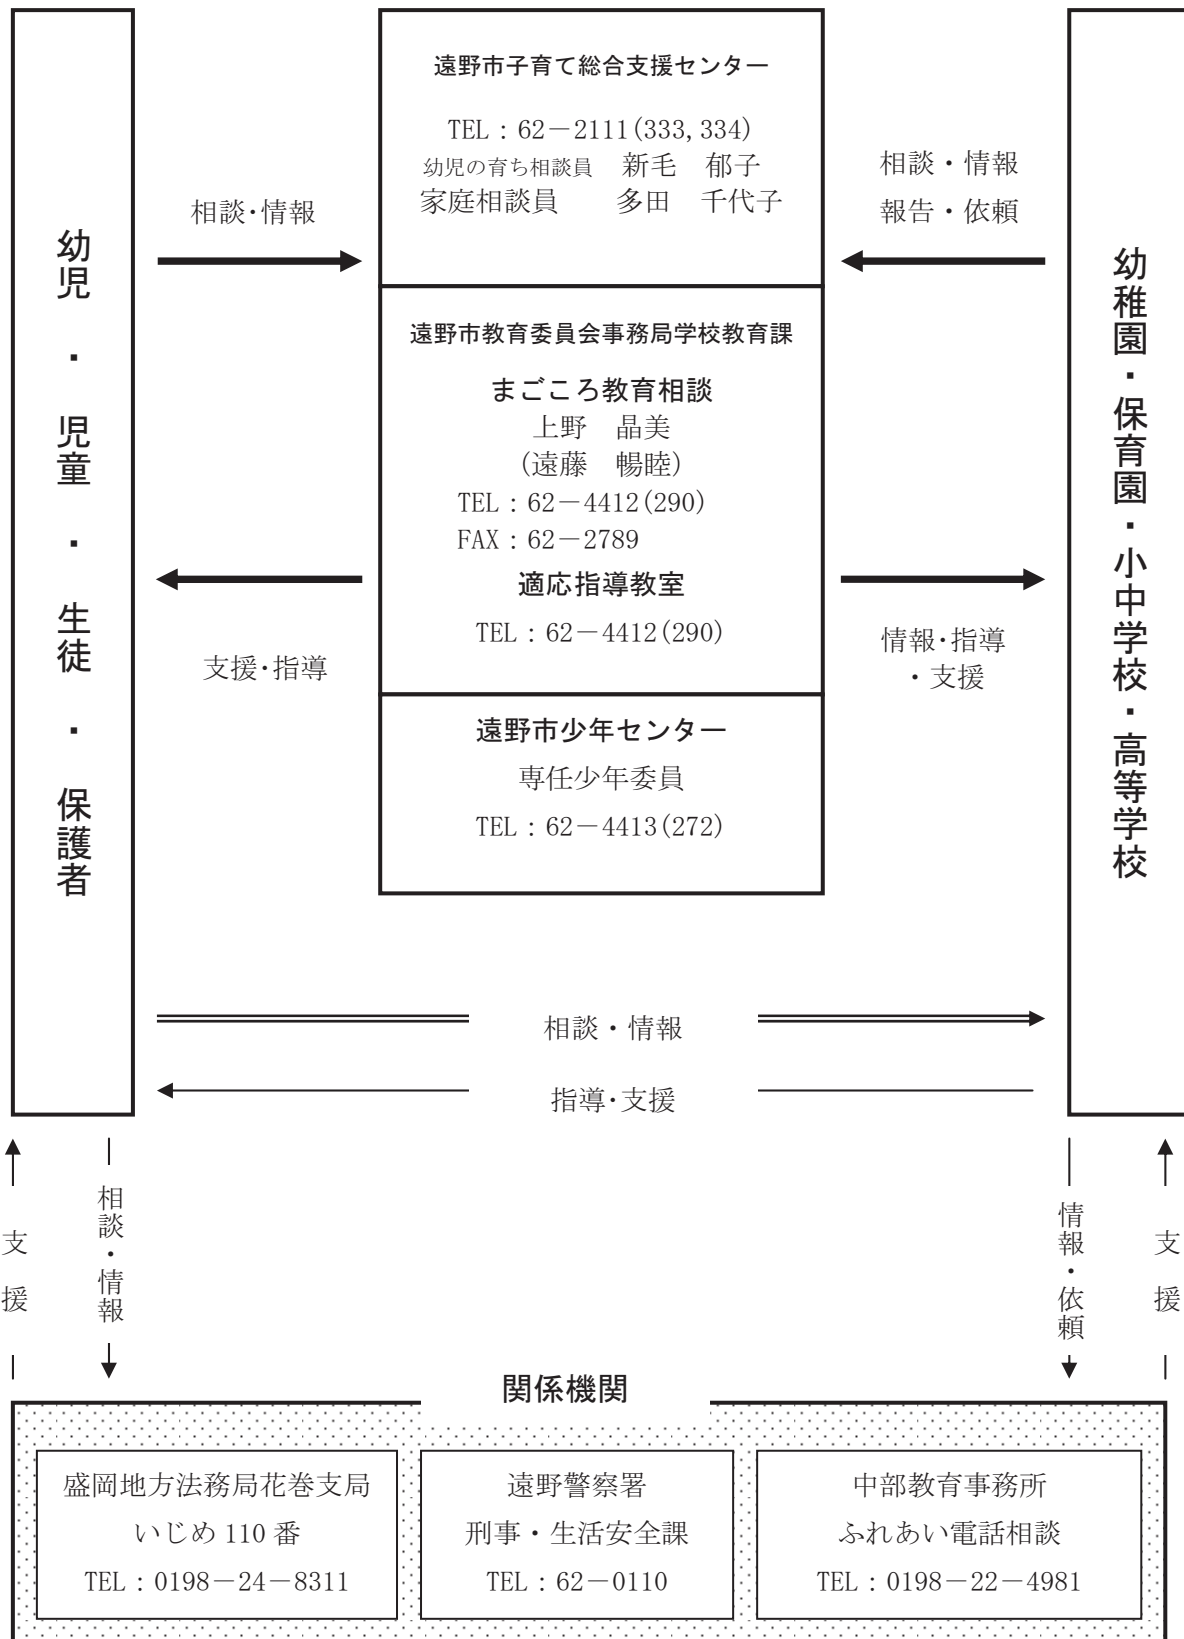 遠野市子育て総合支援センター
TEL：62－2111(333,334)
幼児の育ち相談員　新毛　郁子
家庭相談員　多田　千代子
相談・情報
相談・情報
報告・依頼
幼児　・　児童　・　生徒　・　保護者
幼稚園・保育園・小中学校・高等学校
遠野市教育委員会事務局学校教育課
まごころ教育相談
上野　晶美
(遠藤　暢睦)
TEL：62－4412(290)
FAX：62－2789
適応指導教室
TEL：62－4412(290)
支援・指導
情報・指導
・支援
遠野市少年センター
専任少年委員
TEL：62－4413(272)
相談・情報
指導・支援
支　援
相談・情報
情報・依頼
支　援
関係機関
盛岡地方法務局花巻支局
いじめ 110 番
TEL：0198－24－8311
遠野警察署
刑事・生活安全課
TEL：62－0110
中部教育事務所
ふれあい電話相談
TEL：0198－22－4981